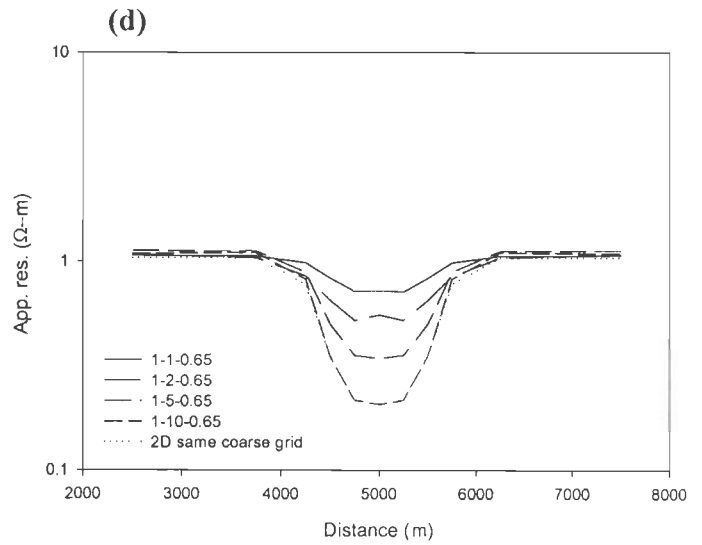 (d)
10
1
0.1
App. res. (Ω-m)
1-1-0.65
1-2-0.65
1-5-0.65
1-10-0.65
2D same coarse grid
2000 3000 4000 5000 6000 7000 8000
Distance (m)